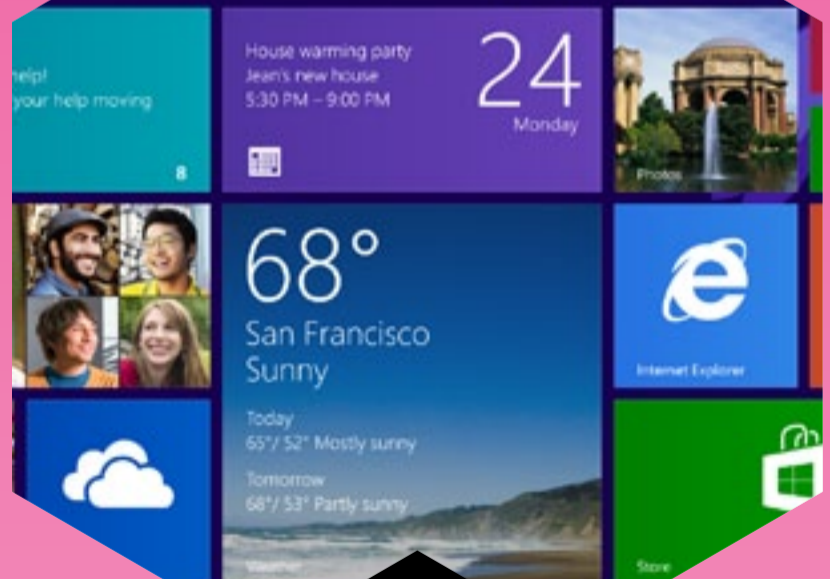 help!
your help moving
8
House warming party
Jean's new house
5:30 PM – 9:00 PM
24
Monday
Photos
68°
San Francisco
Sunny
Today
65°/ 52° Mostly sunny
Tomorrow
68°/ 53° Partly sunny
Weather
Internet Explorer
Store